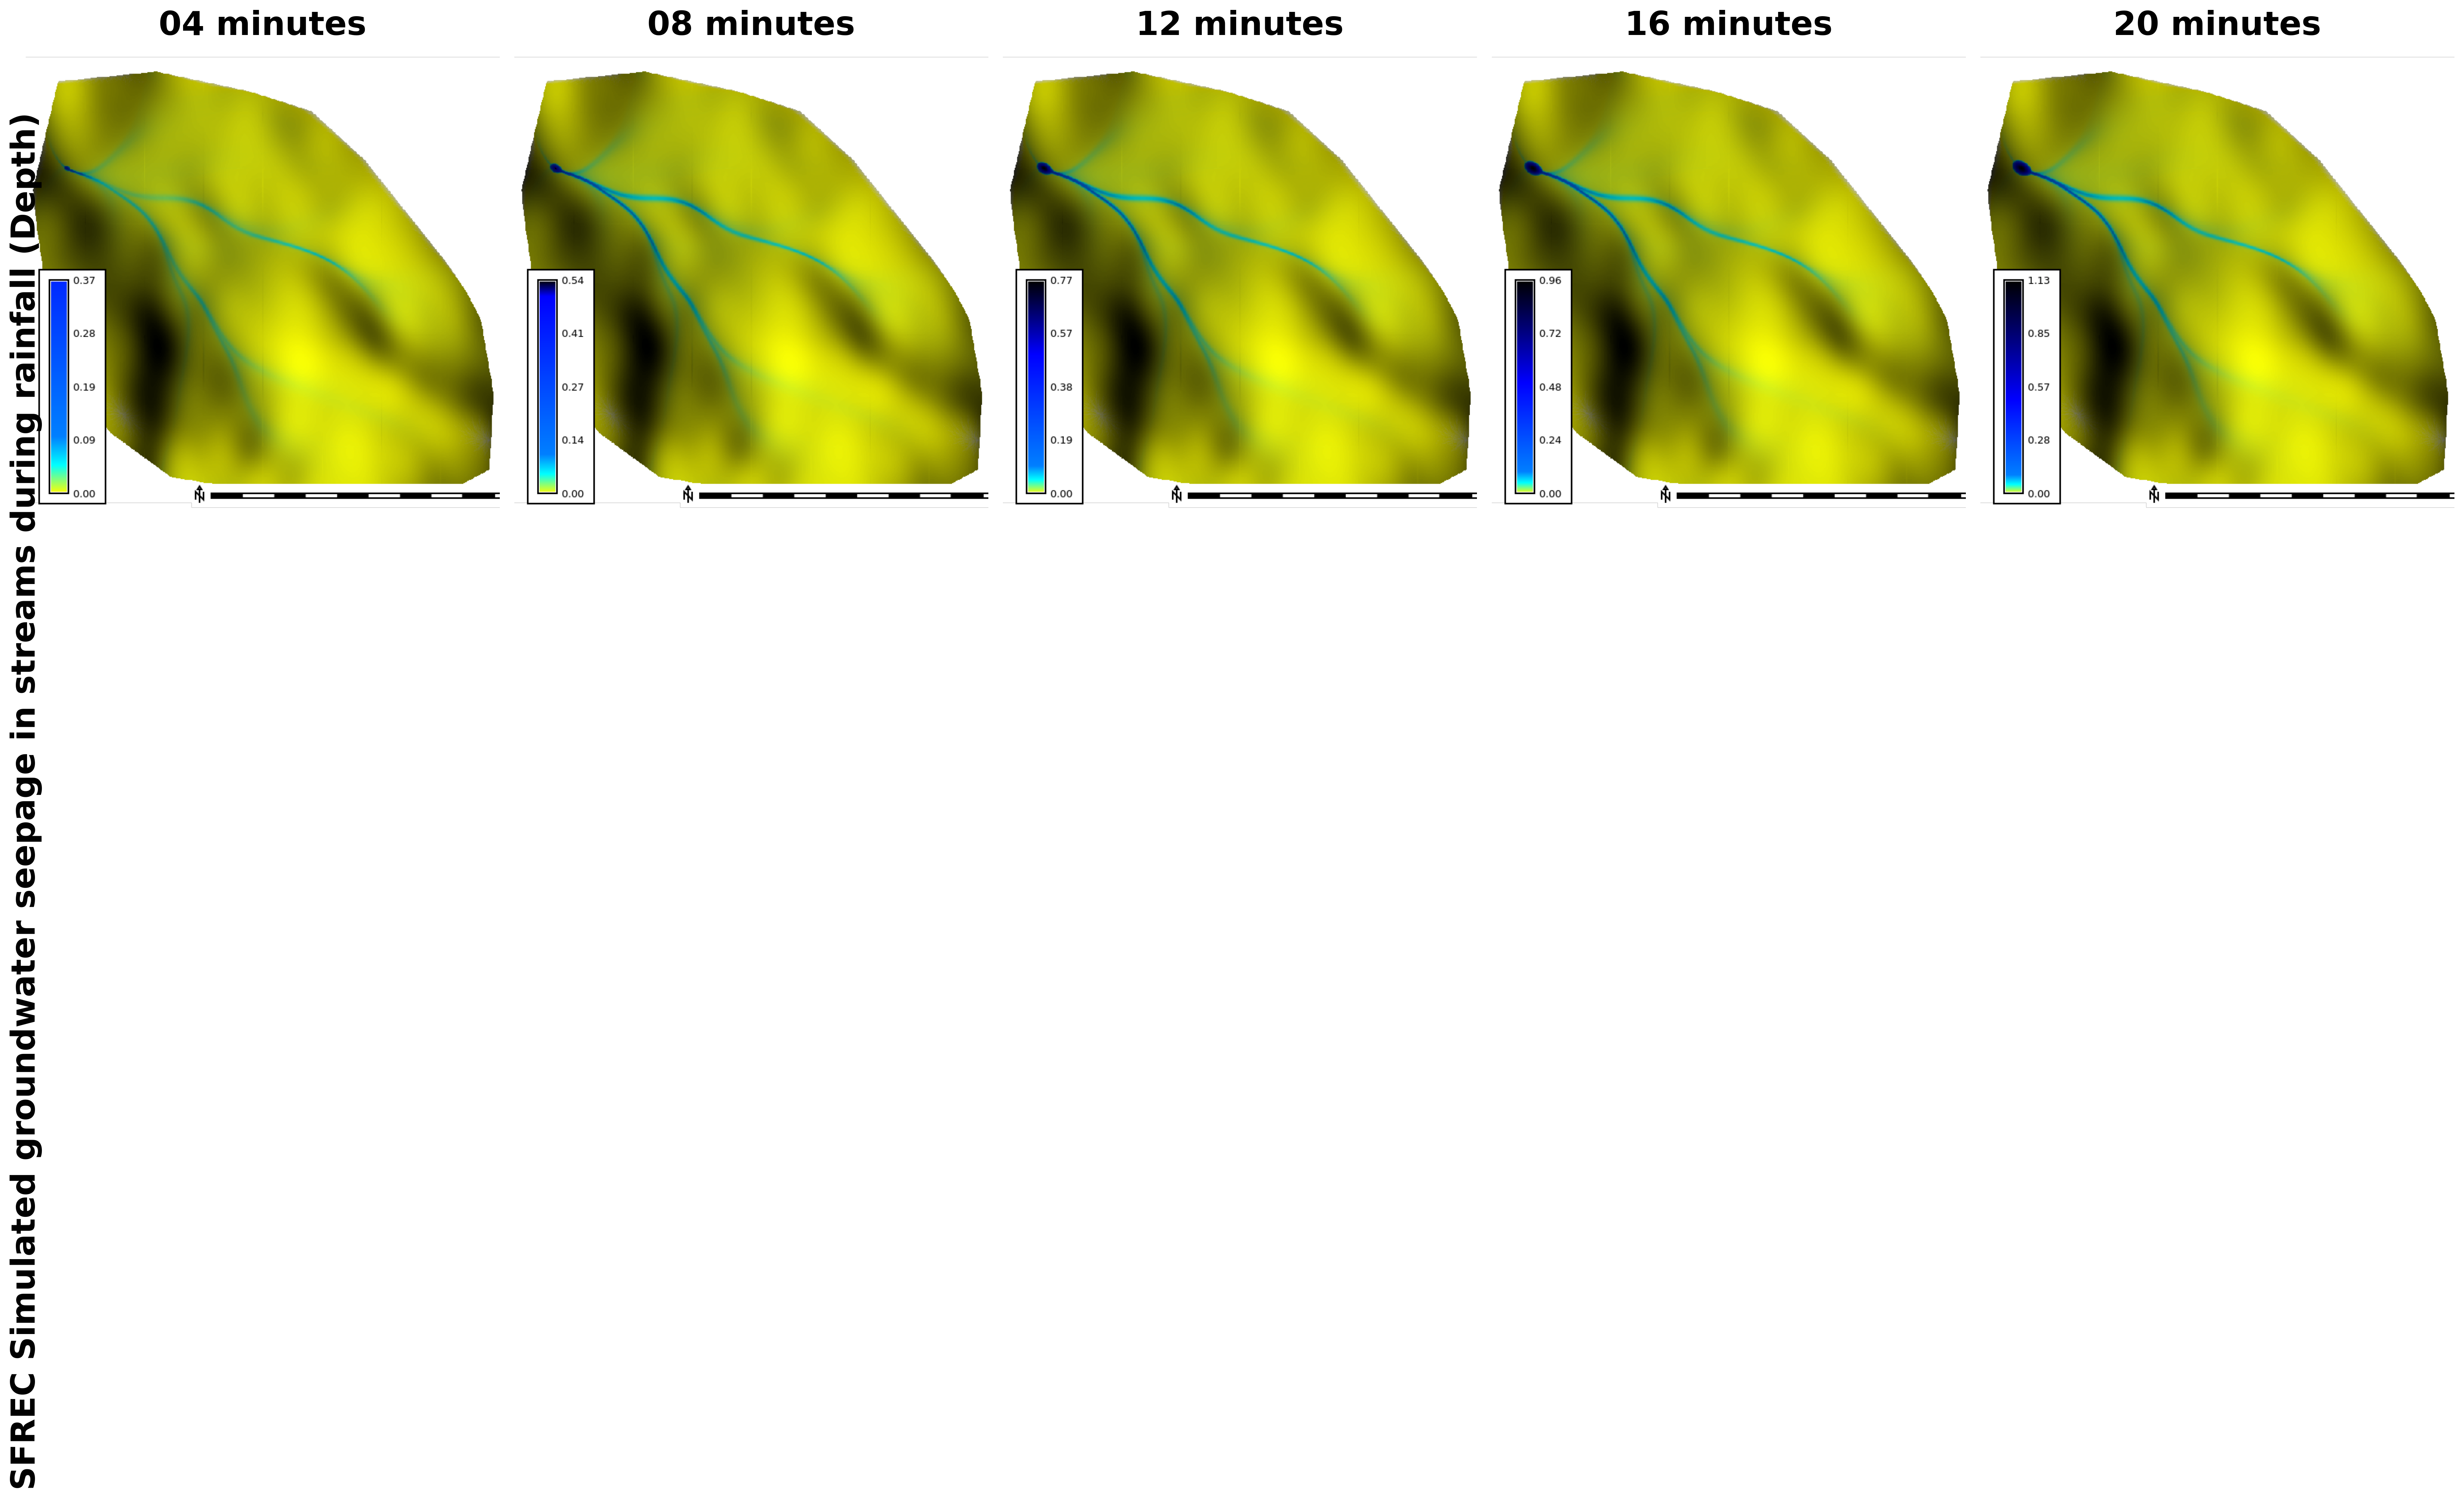 04 minutes
08 minutes
12 minutes
16 minutes
20 minutes
SFREC Simulated groundwater seepage in streams during rainfall (Depth)
0.37
0.28
0.19
0.09
0.00
N
0.54
0.41
0.27
0.14
0.00
N
0.77
0.57
0.38
0.19
0.00
N
0.96
0.72
0.48
0.24
0.00
N
1.13
0.85
0.57
0.28
0.00
N